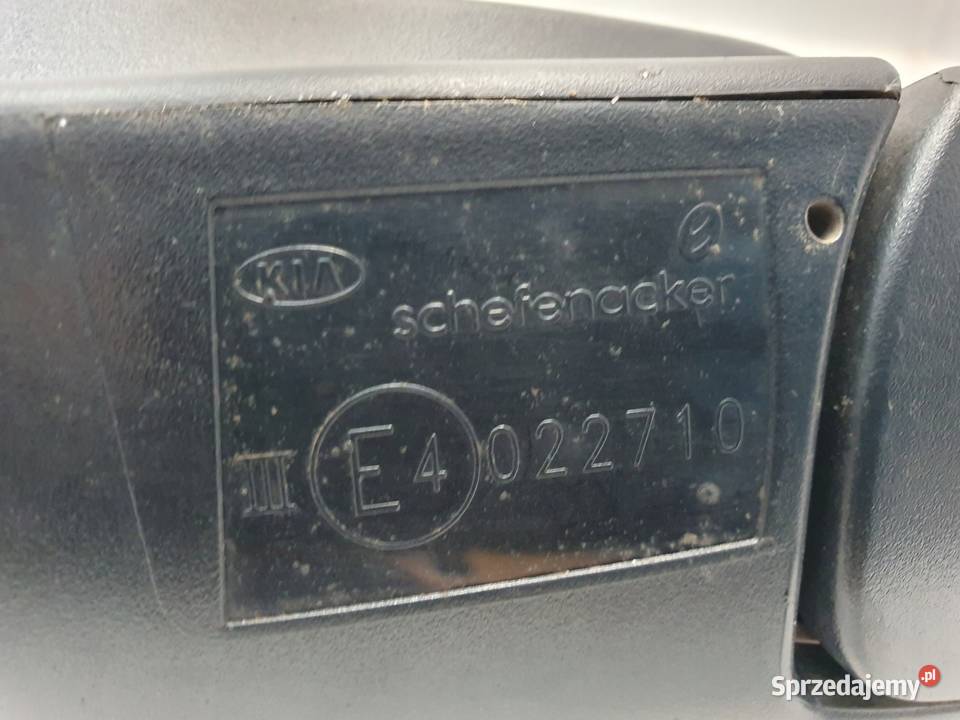 e
KIA
schefenacker
III E4 022710
Sprzedajemy.pl